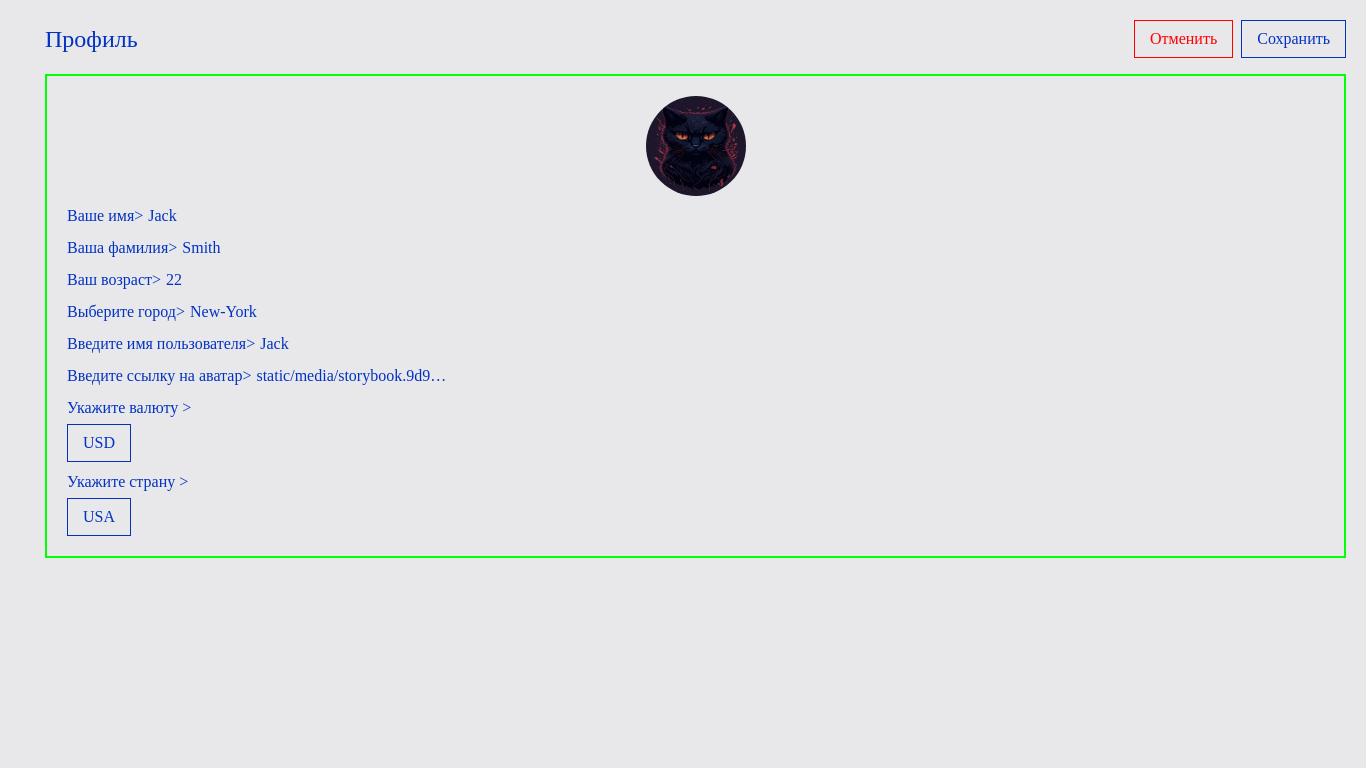 Профиль
Отменить
Сохранить
Ваше имя> Jack
Ваша фамилия> Smith
Ваш возраст> 22
Выберите город> New-York
Введите имя пользователя> Jack
Введите ссылку на аватар> static/media/storybook.9d9…
Укажите валюту >
USD
Укажите страну >
USA